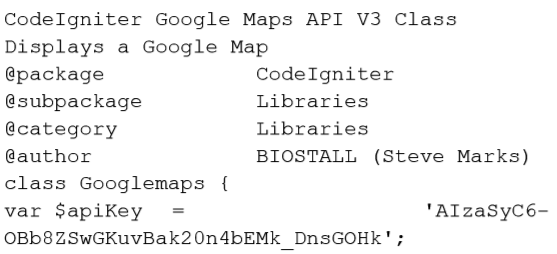 CodeIgniter Google Maps API V3 Class
Displays a Google Map
@package CodeIgniter
@subpackage Libraries
@category Libraries
@author BIOSTALL (Steve Marks)
class Googlemaps {
var $apiKey = 'AIzaSyC6-
OBb8ZSwGKuvBak20n4bEMk_DnsGOHk';